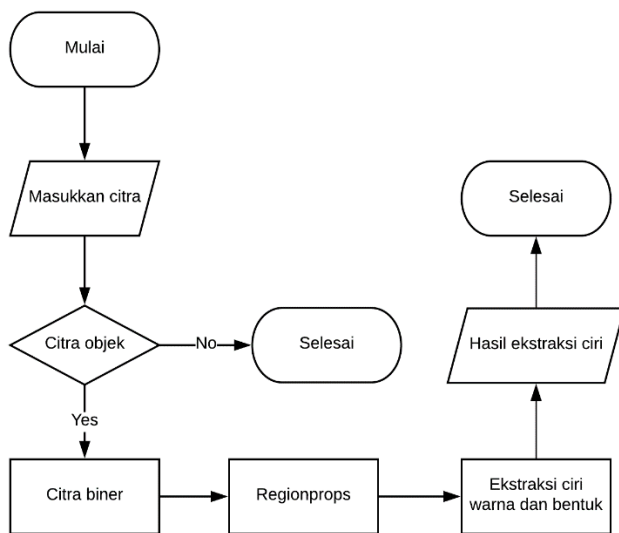 Mulai
Masukkan citra
Selesai
Citra objek
No
Selesai
Hasil ekstraksi ciri
Yes
Citra biner
Regionprops
Ekstraksi ciri
warna dan bentuk